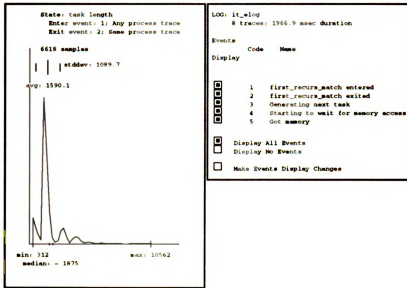 State: task length
Enter event: 1; Any process trace
Exit event: 2; Same process trace
6618 samples
stddev: 1089.7
avg: 1590.1
min: 312
max: 10562
median: ~ 1875
LOG: it_elog
8 traces: 1966.9 msec duration
Events
Code Name
Display
1 first_recurs_match entered
2 first_recurs_match exited
3 Generating next task
4 Starting to wait for memory access
5 Got memory
Display All Events
Display No Events
Make Events Display Changes